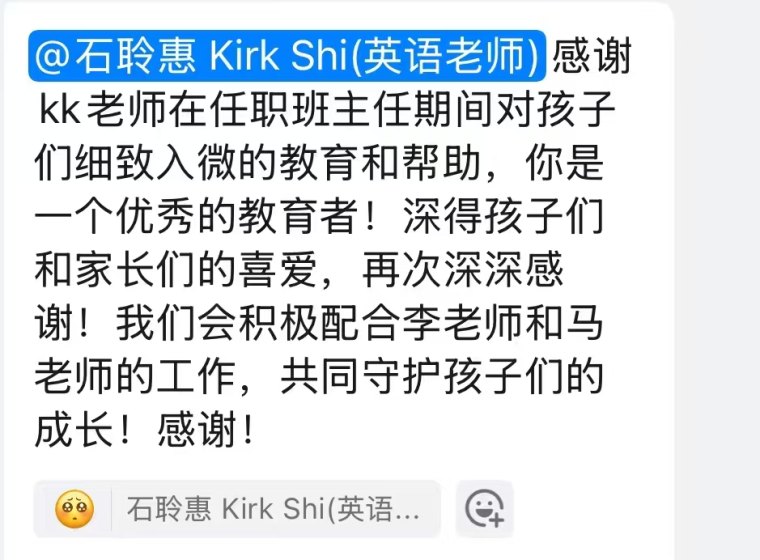 @石聆惠 Kirk Shi(英语老师) 感谢
kk老师在任职班主任期间对孩子
们细致入微的教育和帮助，你是
一个优秀的教育者！深得孩子们
和家长们的喜爱，再次深深感
谢！我们会积极配合李老师和马
老师的工作，共同守护孩子们的
成长！感谢！
石聆惠 Kirk Shi(英语...